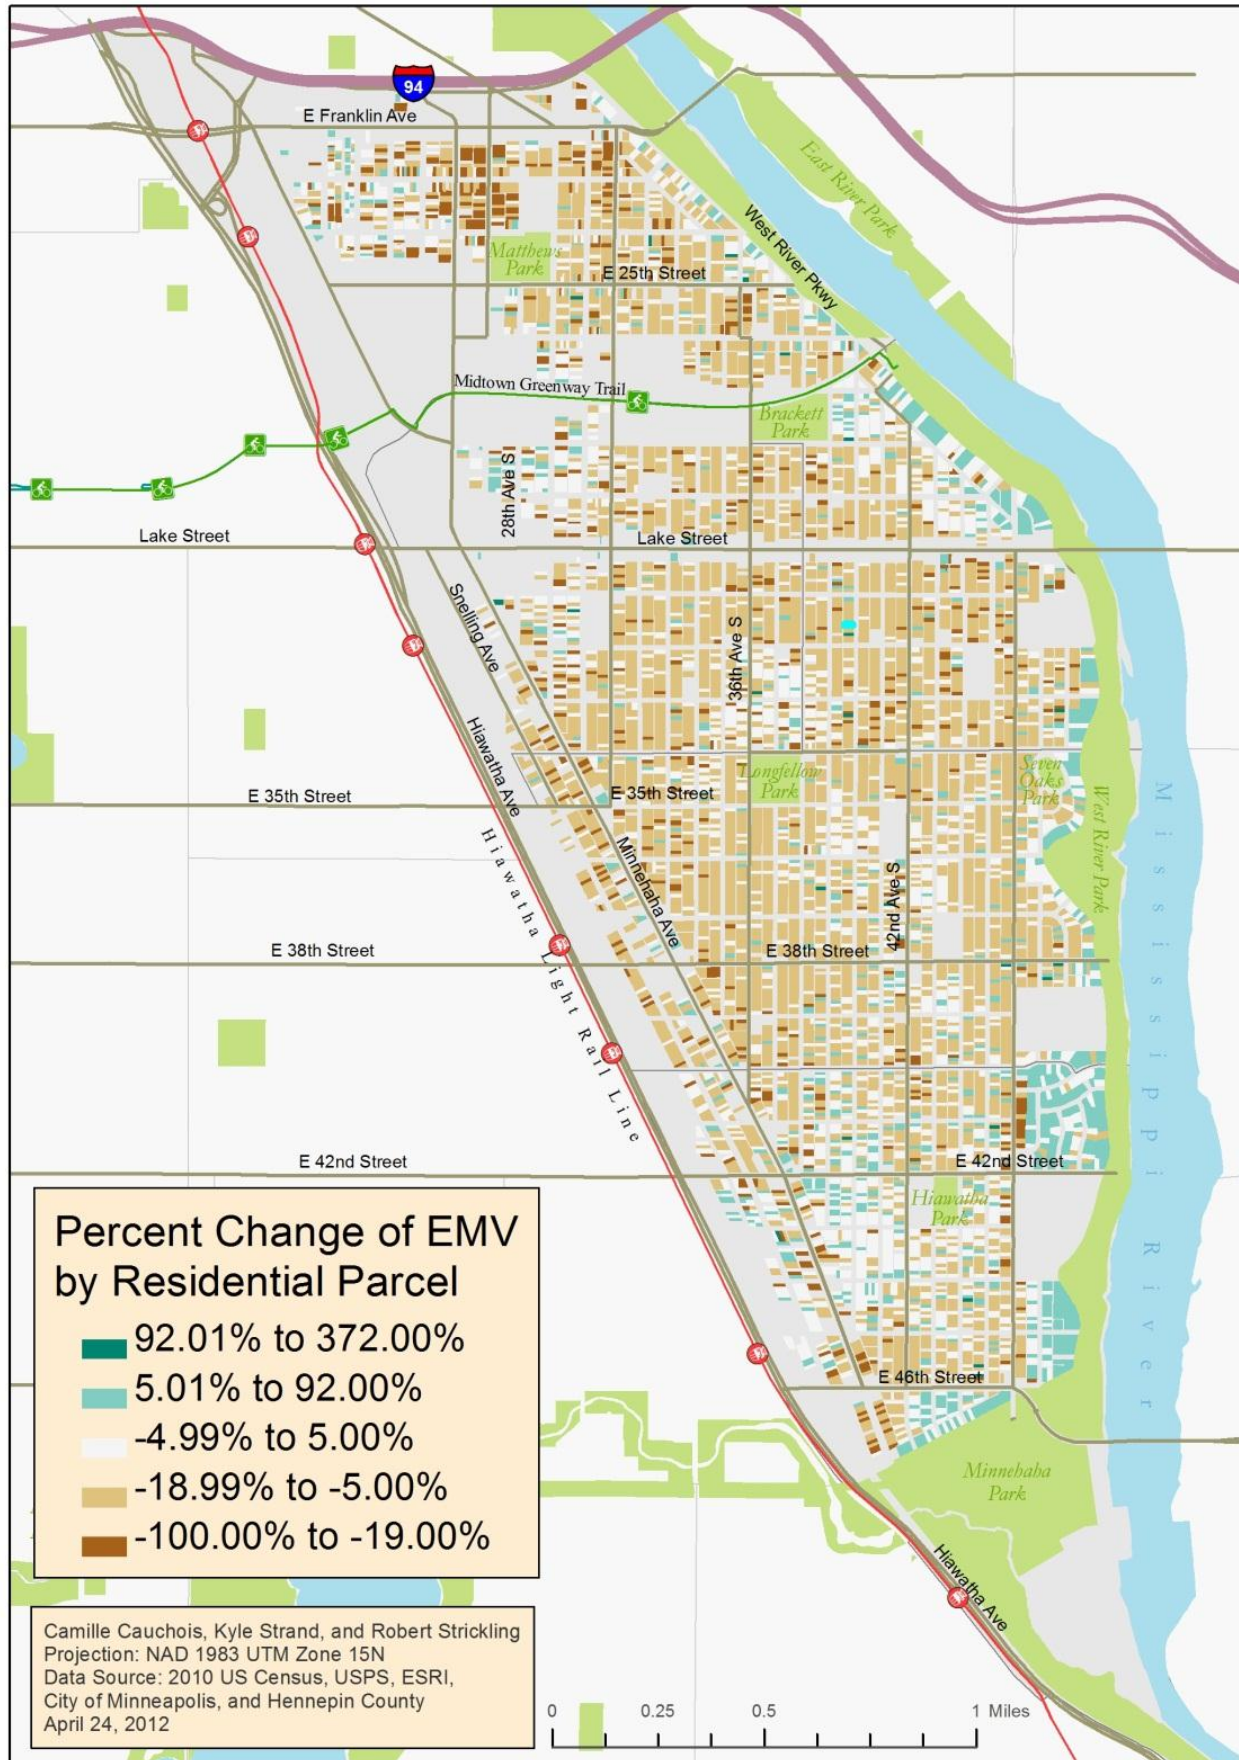 94
E Franklin Ave
East River Park
West River Pkwy
Matthews
Park
E 25th Street
Midtown Greenway Trail
Brackett
Park
28th Ave S
Lake Street
Lake Street
Snelling Ave
36th Ave S
Hiawatha Ave
Longfellow
Park
Seven
Oaks
Park
E 35th Street
E 35th Street
West River Park
Mississippi River
Hiawatha Light Rail Line
Minnehaha Ave
42nd Ave S
E 38th Street
E 38th Street
E 42nd Street
E 42nd Street
Hiawatha
Park
Percent Change of EMV
by Residential Parcel
92.01% to 372.00%
5.01% to 92.00%
-4.99% to 5.00%
-18.99% to -5.00%
-100.00% to -19.00%
E 46th Street
Minnehaha
Park
Hiawatha Ave
Camille Cauchois, Kyle Strand, and Robert Strickling
Projection: NAD 1983 UTM Zone 15N
Data Source: 2010 US Census, USPS, ESRI,
City of Minneapolis, and Hennepin County
April 24, 2012
0 0.25 0.5 1 Miles